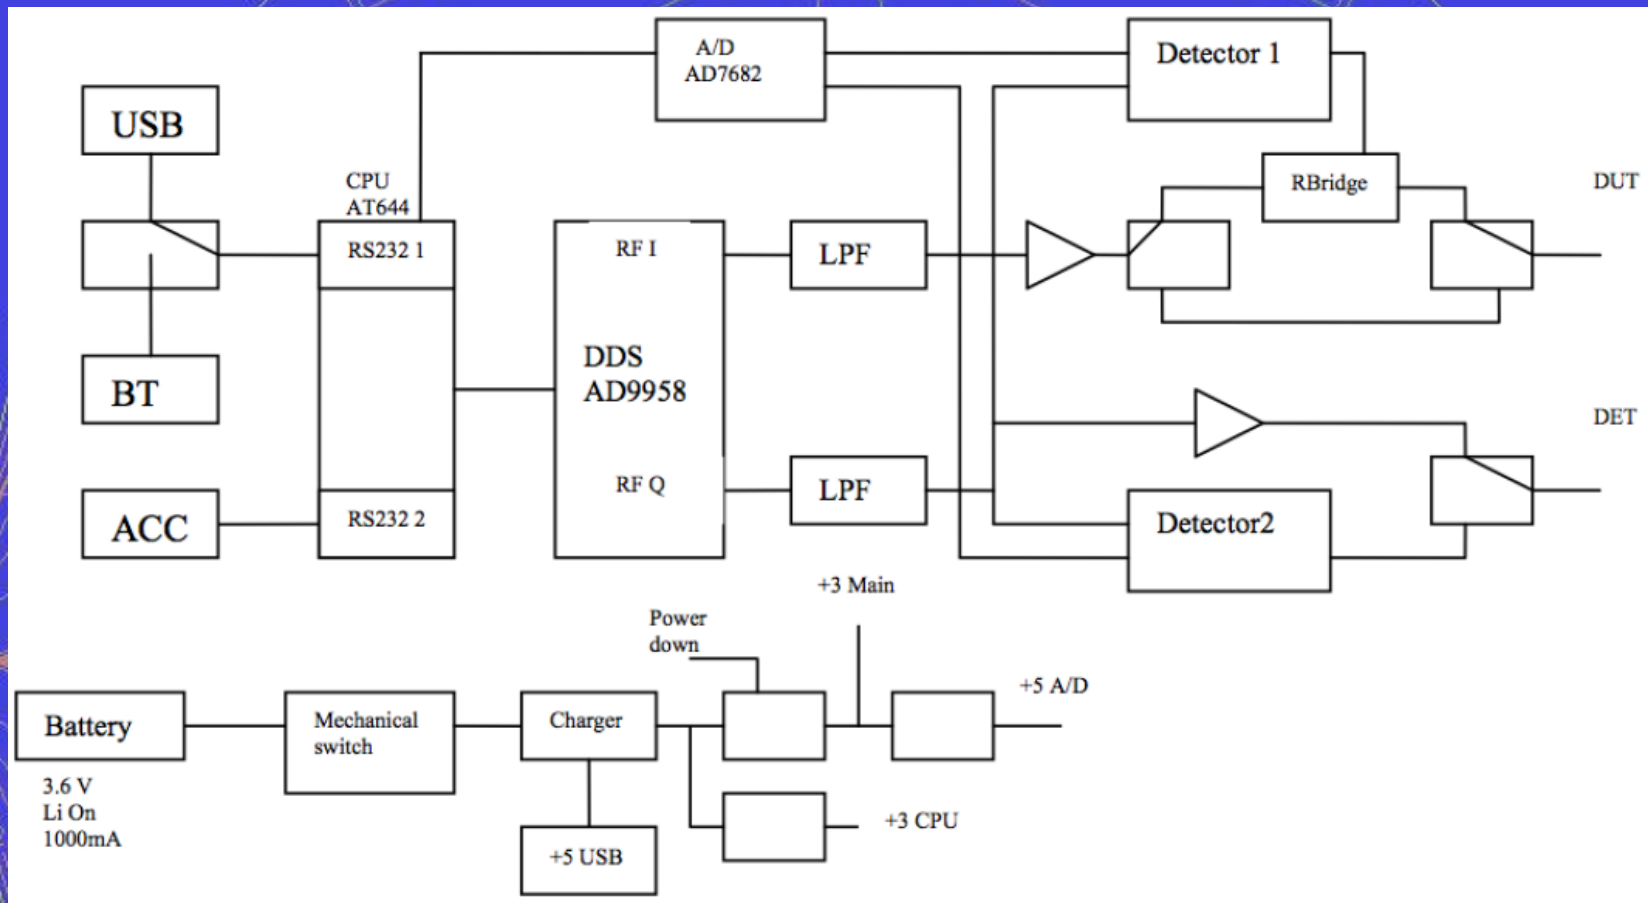 A/D
AD7682
Detector 1
USB
CPU
AT644
RBridge
DUT
RS232 1
RF I
LPF
DDS
AD9958
BT
DET
RF Q
LPF
ACC
RS232 2
Detector2
+3 Main
Power
down
+5 A/D
Battery
Mechanical
switch
Charger
3.6 V
Li On
1000mA
+3 CPU
+5 USB